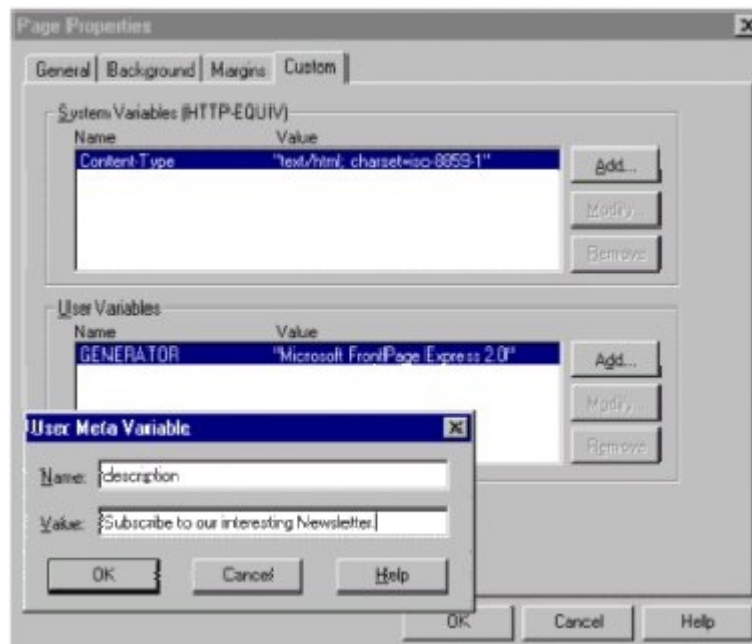 Page Properties
General Background Margins Custom
System Variables (HTTP-EQUIV)
Name Value
Content-Type "text/html; charset=iso-8859-1"
Add...
Modify...
Remove
User Variables
Name Value
GENERATOR "Microsoft FrontPage Express 2.0"
Add...
Modify...
Remove
User Meta Variable
Name: description
Value: Subscribe to our interesting Newsletter.
OK Cancel Help
OK Cancel Help